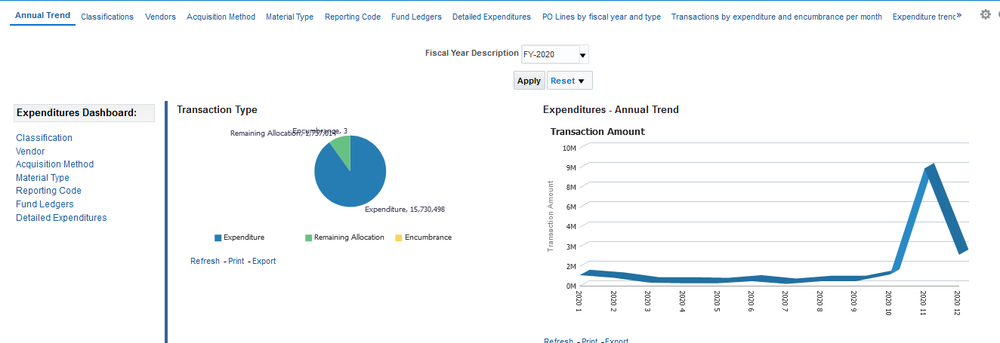 Annual Trend Classifications Vendors Acquisition Method Material Type Reporting Code Fund Ledgers Detailed Expenditures PO Lines by fiscal year and type Transactions by expenditure and encumbrance per month Expenditure trend »
Fiscal Year Description FY-2020
Apply Reset
Expenditures Dashboard:
Classification
Vendor
Acquisition Method
Material Type
Reporting Code
Fund Ledgers
Detailed Expenditures
Transaction Type
Encumbrance, 3
Remaining Allocation, 1,737,014
Expenditure, 15,730,498
Expenditure Remaining Allocation Encumbrance
Refresh - Print - Export
Expenditures - Annual Trend
Transaction Amount
Transaction Amount
10M
9M
8M
6M
4M
3M
2M
0M
2020 1
2020 2
2020 3
2020 4
2020 5
2020 6
2020 7
2020 8
2020 9
2020 10
2020 11
2020 12
Refresh - Print - Export